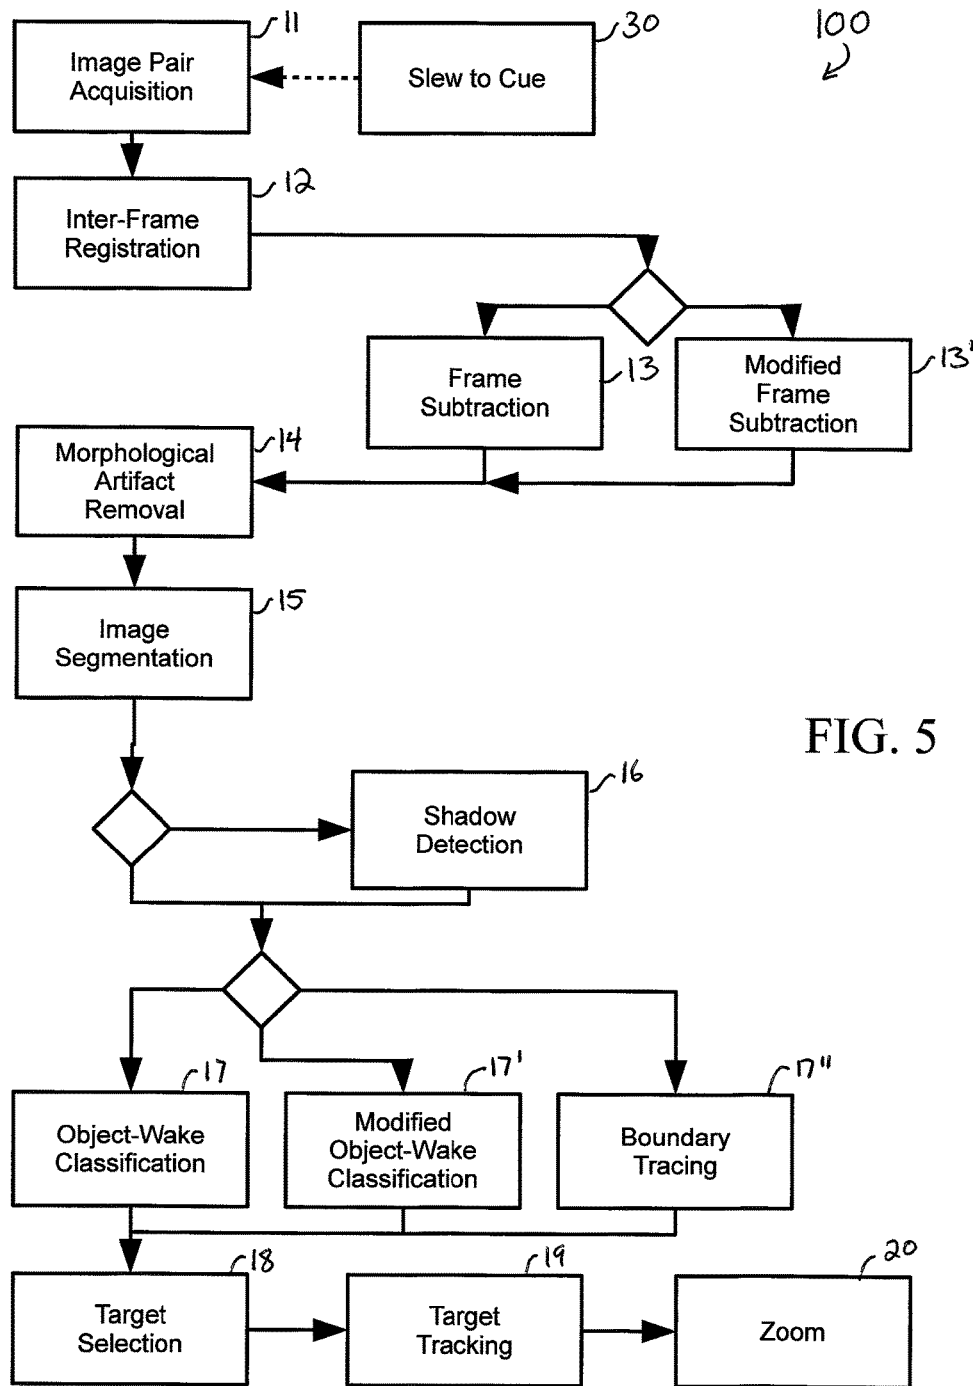 11
Image Pair
Acquisition
30
Slew to Cue
100
12
Inter-Frame
Registration
13
Frame
Subtraction
13'
Modified
Frame
Subtraction
14
Morphological
Artifact
Removal
15
Image
Segmentation
FIG. 5
16
Shadow
Detection
17
Object-Wake
Classification
17'
Modified
Object-Wake
Classification
17"
Boundary
Tracing
18
Target
Selection
19
Target
Tracking
20
Zoom